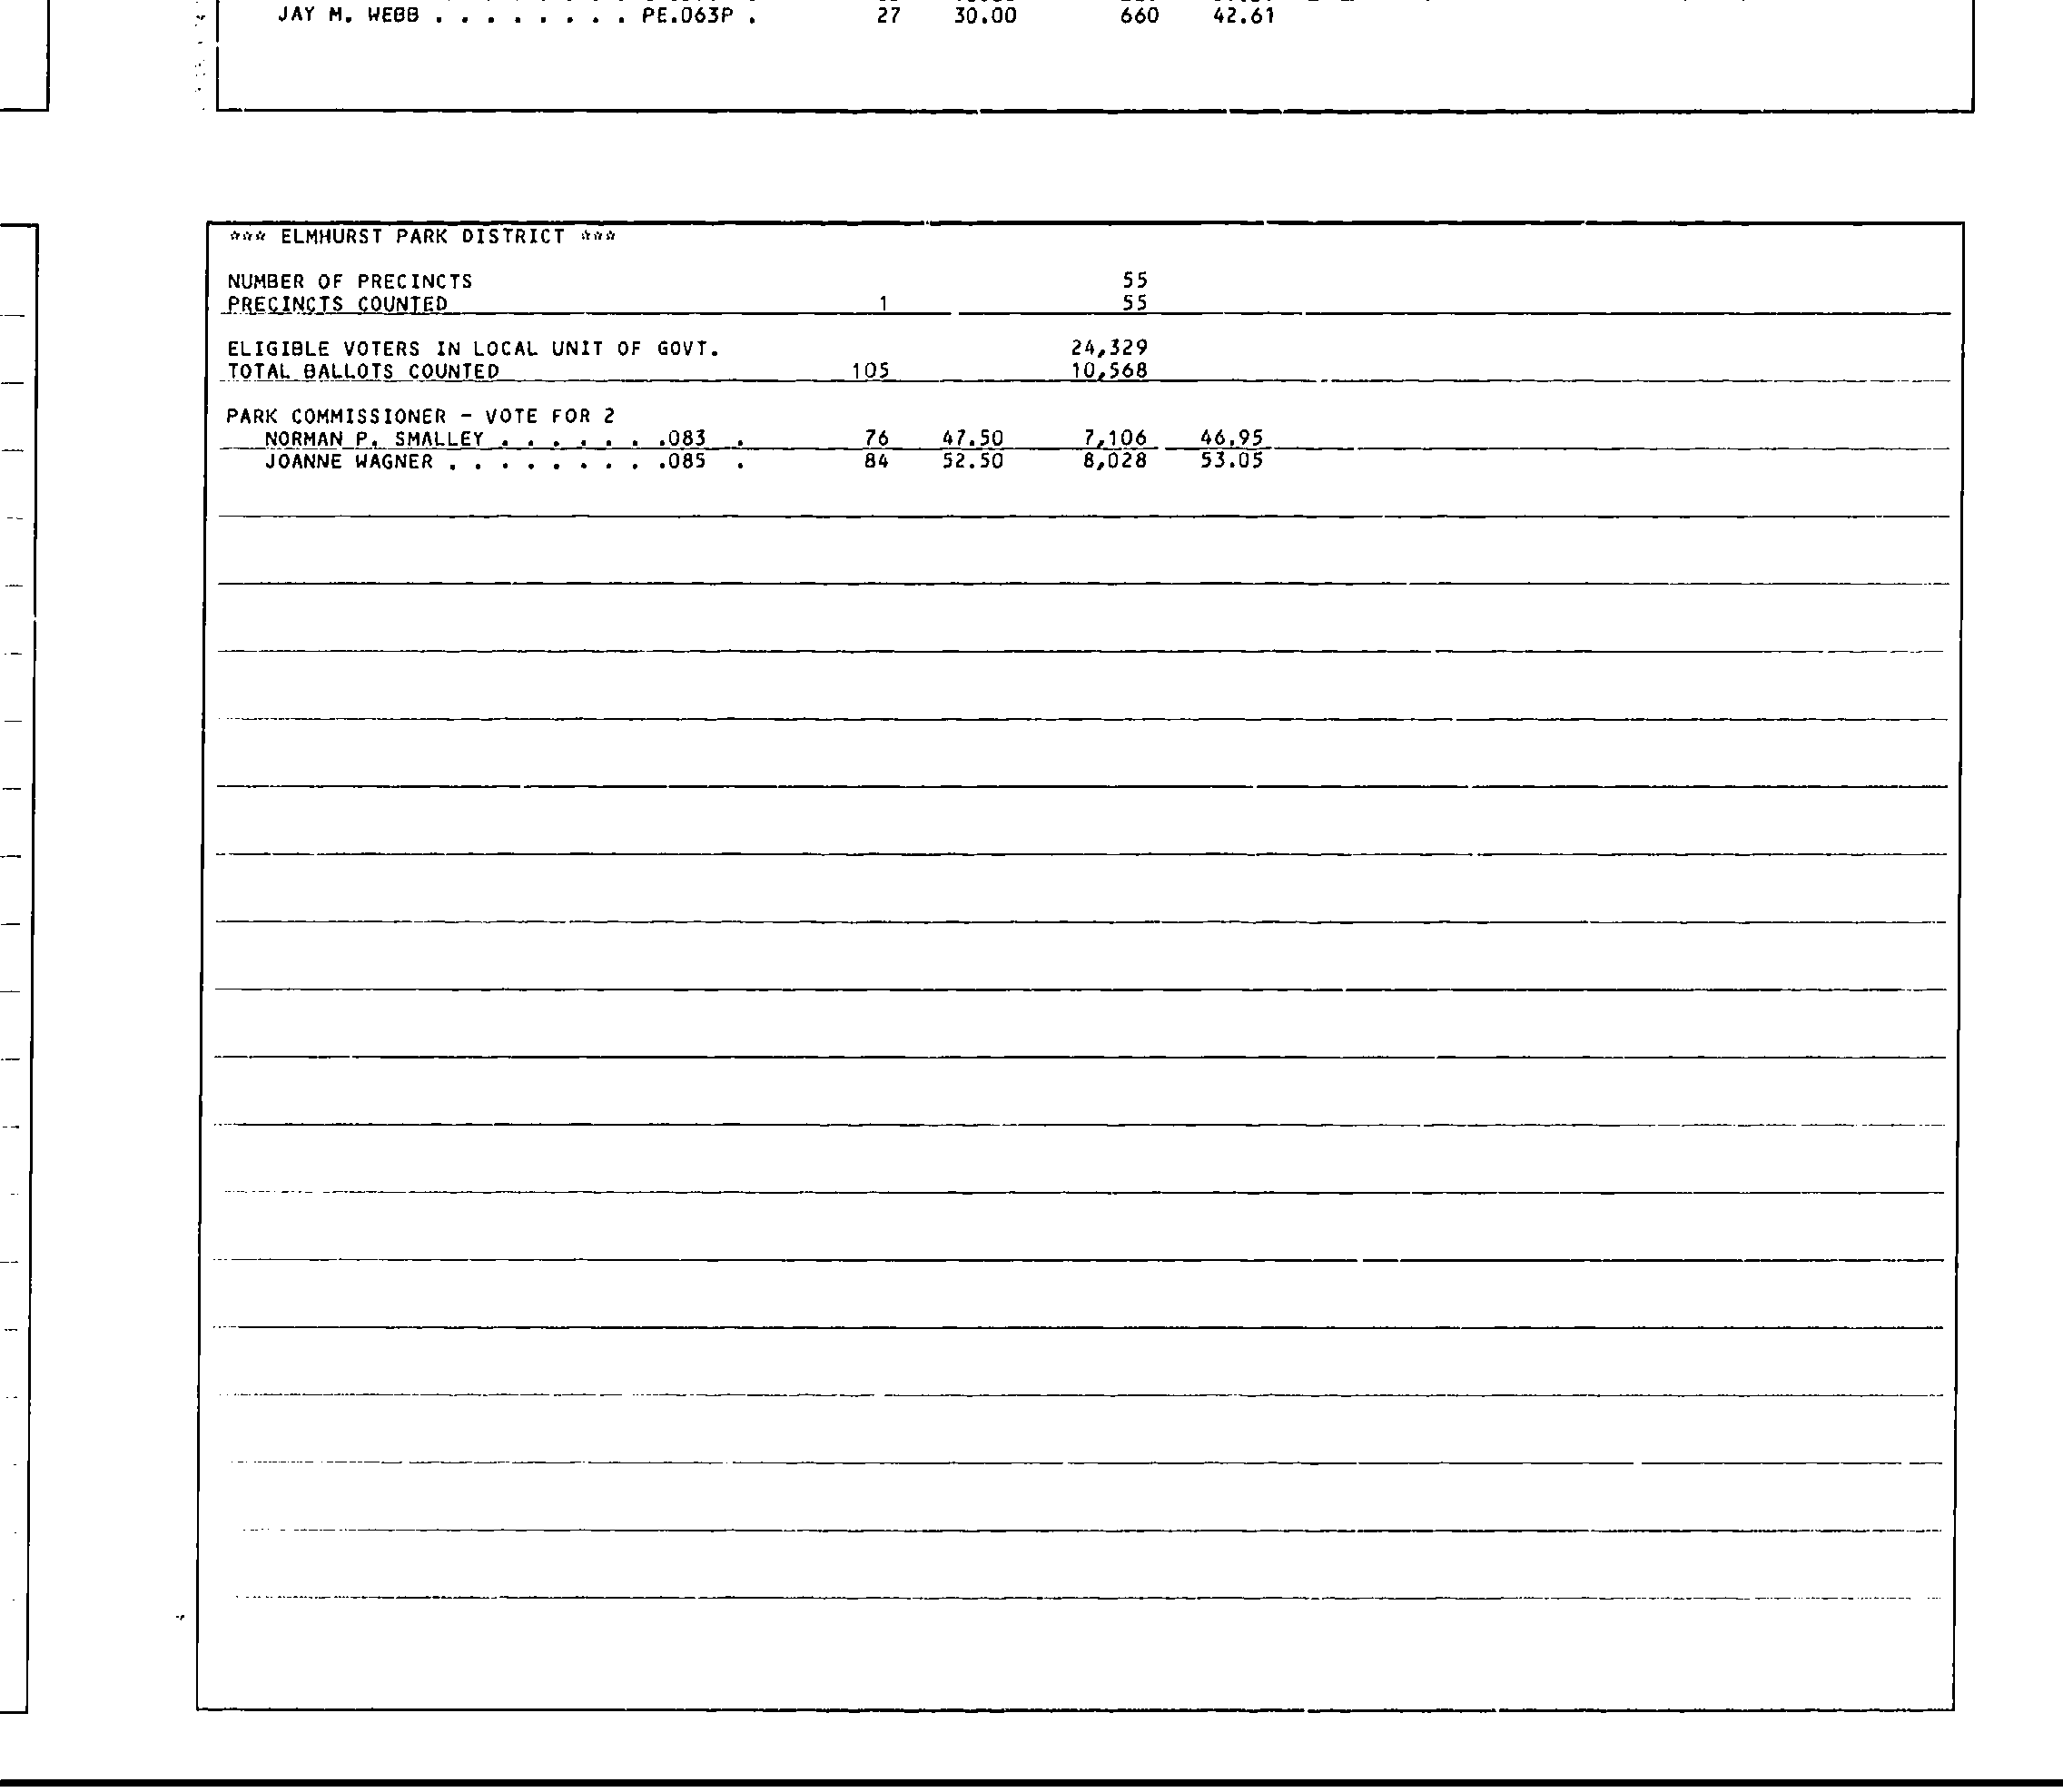 JAY M. WEBB . . . . . . . . PE.063P . 27 30.00 660 42.61
*** ELMHURST PARK DISTRICT ***
NUMBER OF PRECINCTS 55
PRECINCTS COUNTED 1 55
ELIGIBLE VOTERS IN LOCAL UNIT OF GOVT. 24,329
TOTAL BALLOTS COUNTED 105 10,568
PARK COMMISSIONER - VOTE FOR 2
NORMAN P. SMALLEY . . . . . . .083 . 76 47.50 7,106 46.95
JOANNE WAGNER . . . . . . . . .085 . 84 52.50 8,028 53.05